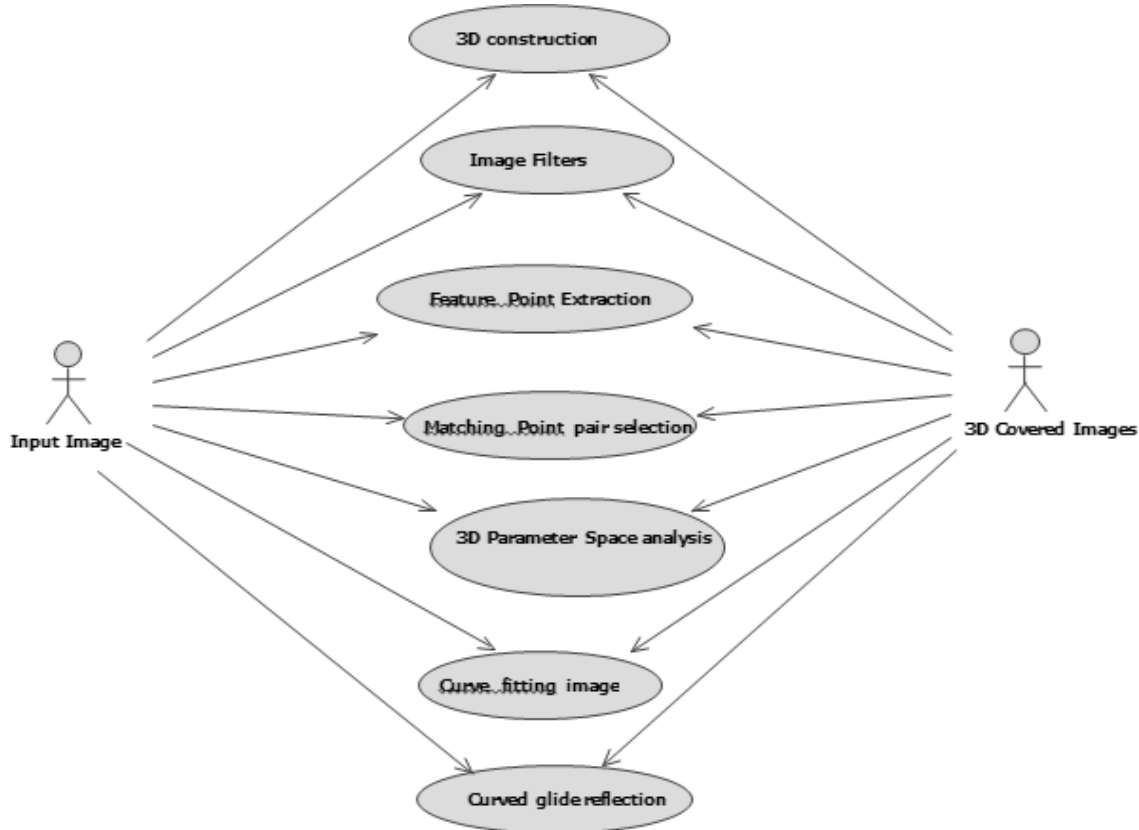 3D construction
Image Filters
Feature Point Extraction
Input Image
3D Covered Images
Matching Point pair selection
3D Parameter Space analysis
Curve fitting image
Curved glide reflection